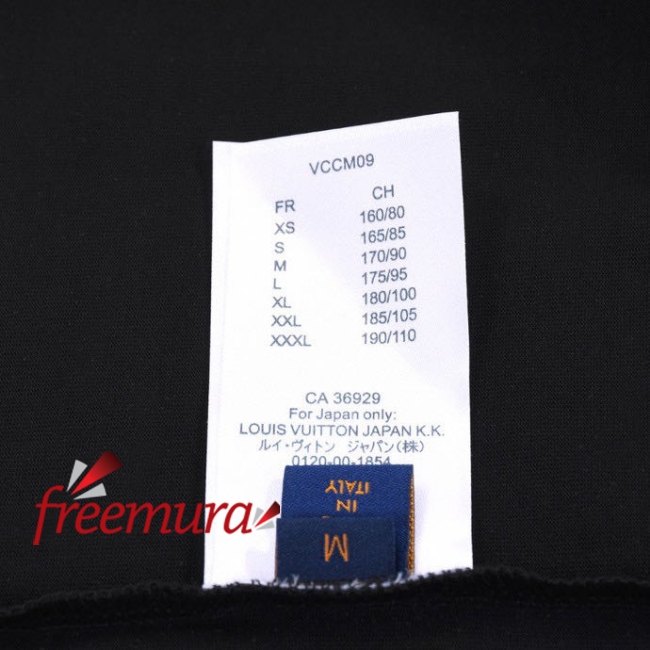 VCCM09
FR CH
XS 160/80
S 165/85
M 170/90
L 175/95
XL 180/100
XXL 185/105
XXXL 190/110
CA 36929
For Japan only:
LOUIS VUITTON JAPAN K.K.
ルイ・ヴィトン ジャパン(株)
0120-00-1854
IN
ITALY
M
freemura